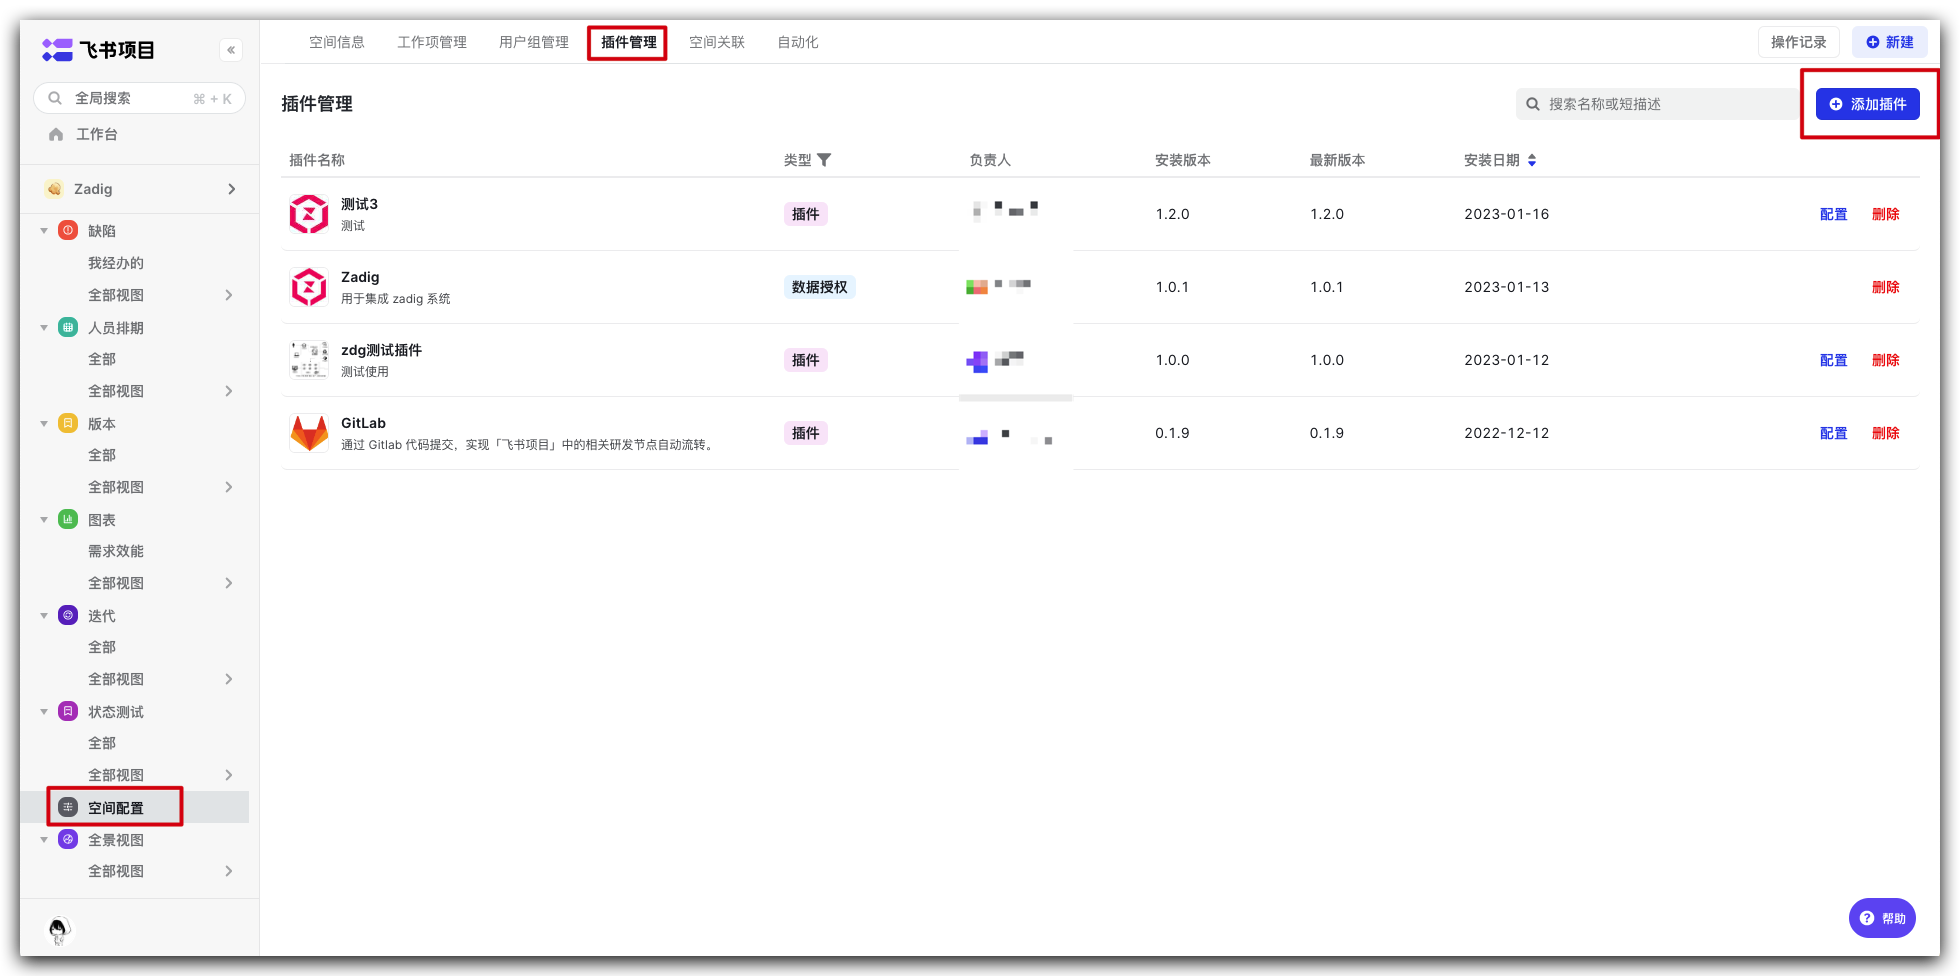 飞书项目
«
全局搜索 ⌘ + K
工作台
Zadig
缺陷
我经办的
全部视图
人员排期
全部
全部视图
版本
全部
全部视图
图表
需求效能
全部视图
迭代
全部
全部视图
状态测试
全部
全部视图
空间配置
全景视图
全部视图
空间信息 工作项管理 用户组管理 插件管理 空间关联 自动化
操作记录 新建
插件管理
搜索名称或短描述 添加插件
插件名称 类型 负责人 安装版本 最新版本 安装日期
测试3
测试
插件 1.2.0 1.2.0 2023-01-16 配置 删除
Zadig
用于集成 zadig 系统
数据授权 1.0.1 1.0.1 2023-01-13 删除
zdg测试插件
测试使用
插件 1.0.0 1.0.0 2023-01-12 配置 删除
GitLab
通过 Gitlab 代码提交，实现「飞书项目」中的相关研发节点自动流转。
插件 0.1.9 0.1.9 2022-12-12 配置 删除
帮助